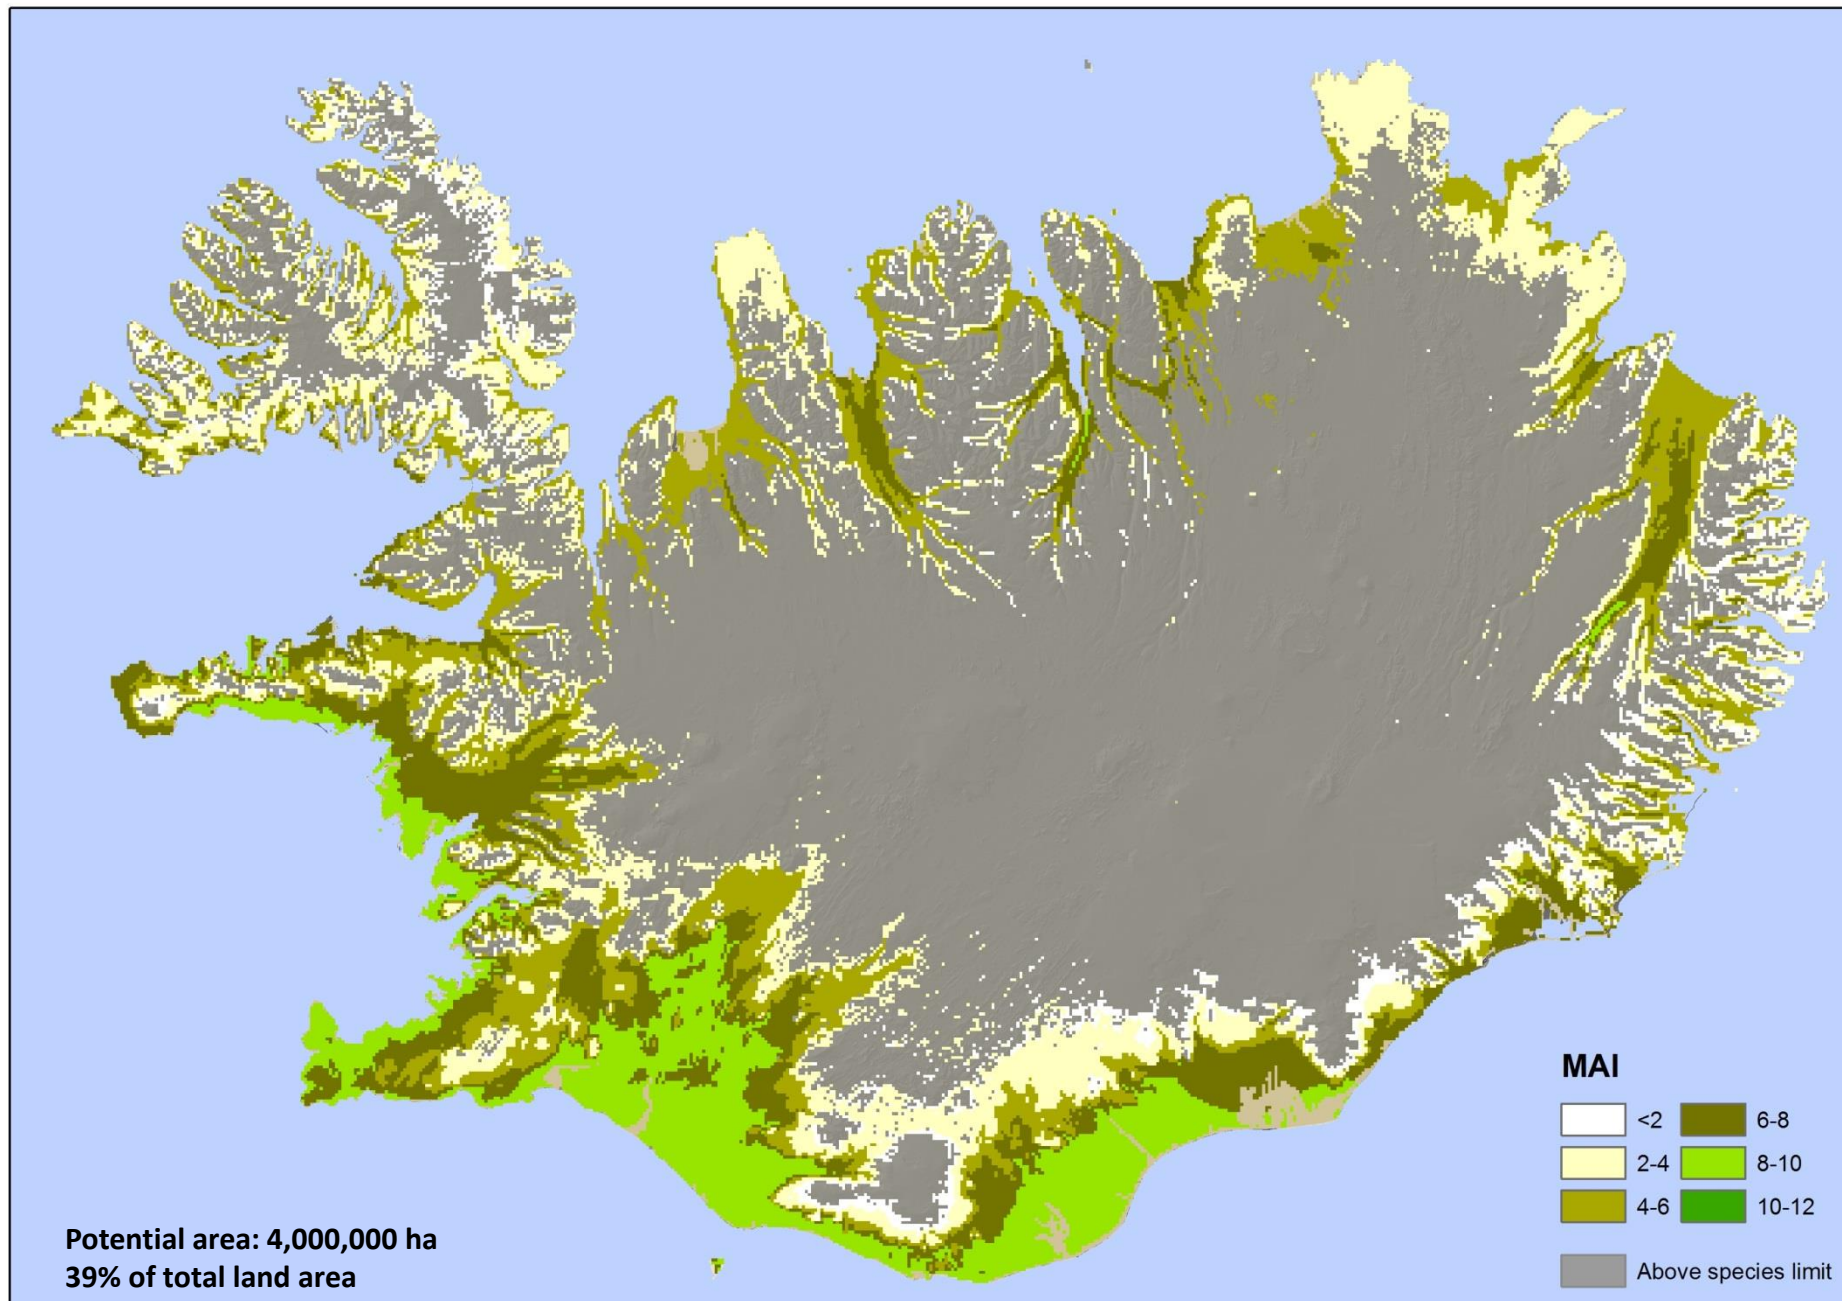 MAI
<2
6-8
2-4
8-10
4-6
10-12
Above species limit
Potential area: 4,000,000 ha
39% of total land area